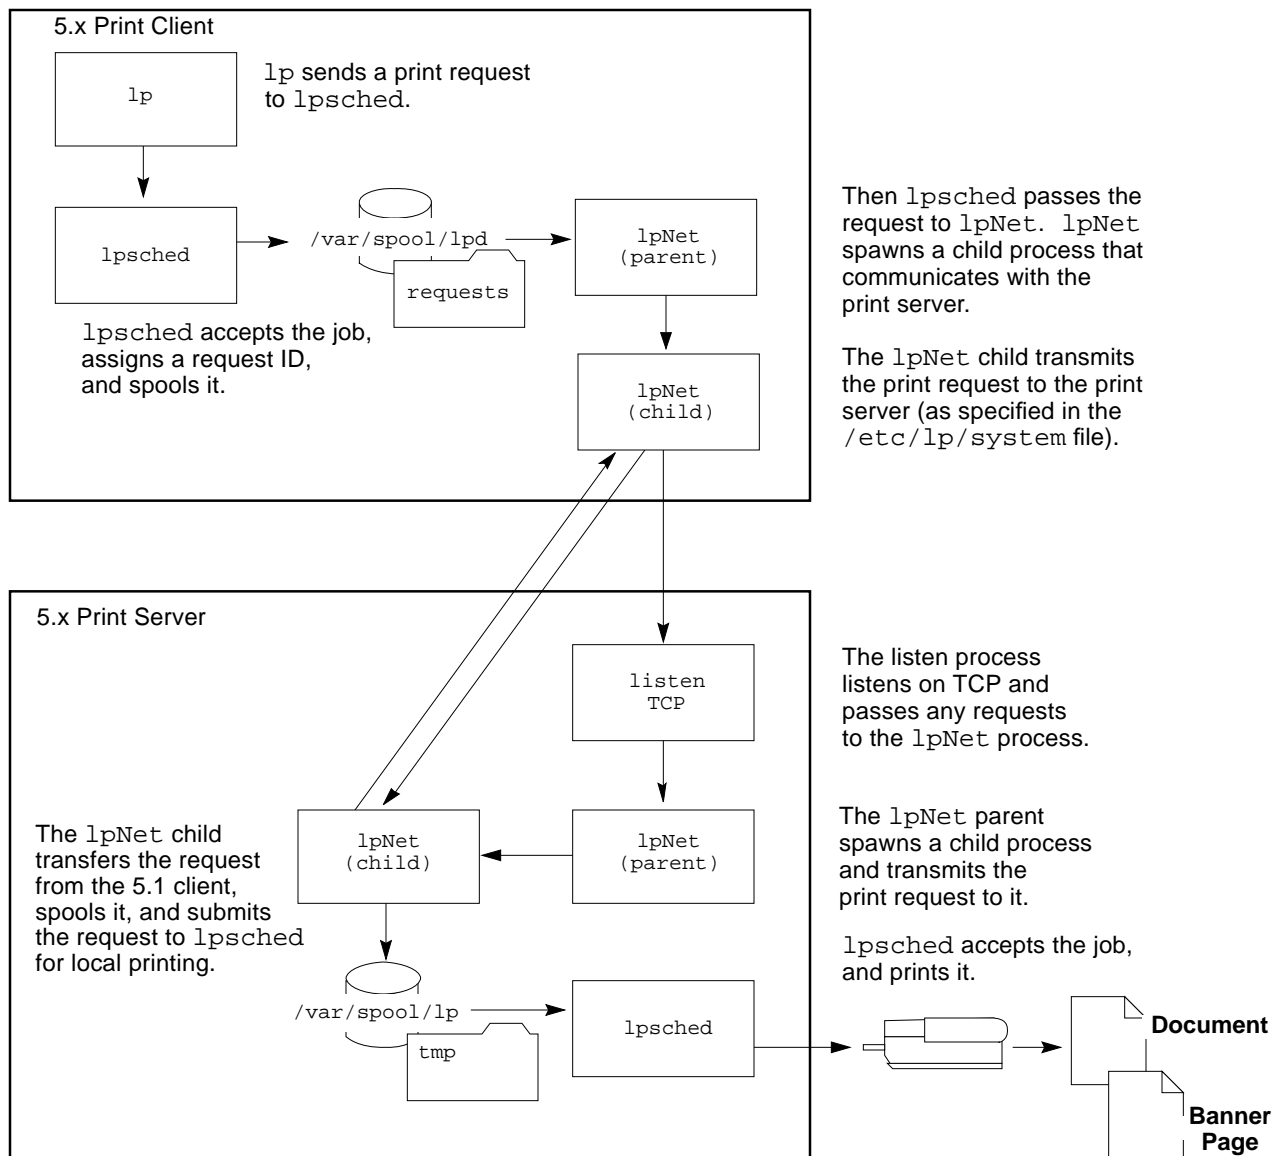 5.x Print Client
lp
lp sends a print request
to lpsched.
lpsched
/var/spool/lpd
requests
lpNet
(parent)
lpsched accepts the job,
assigns a request ID,
and spools it.
lpNet
(child)
Then lpsched passes the
request to lpNet. lpNet
spawns a child process that
communicates with the
print server.
The lpNet child transmits
the print request to the print
server (as specified in the
/etc/lp/system file).
5.x Print Server
listen
TCP
The listen process
listens on TCP and
passes any requests
to the lpNet process.
lpNet
(child)
lpNet
(parent)
The lpNet child
transfers the request
from the 5.1 client,
spools it, and submits
the request to lpsched
for local printing.
The lpNet parent
spawns a child process
and transmits the
print request to it.
lpsched accepts the job,
and prints it.
/var/spool/lp
tmp
lpsched
Document
Banner
Page